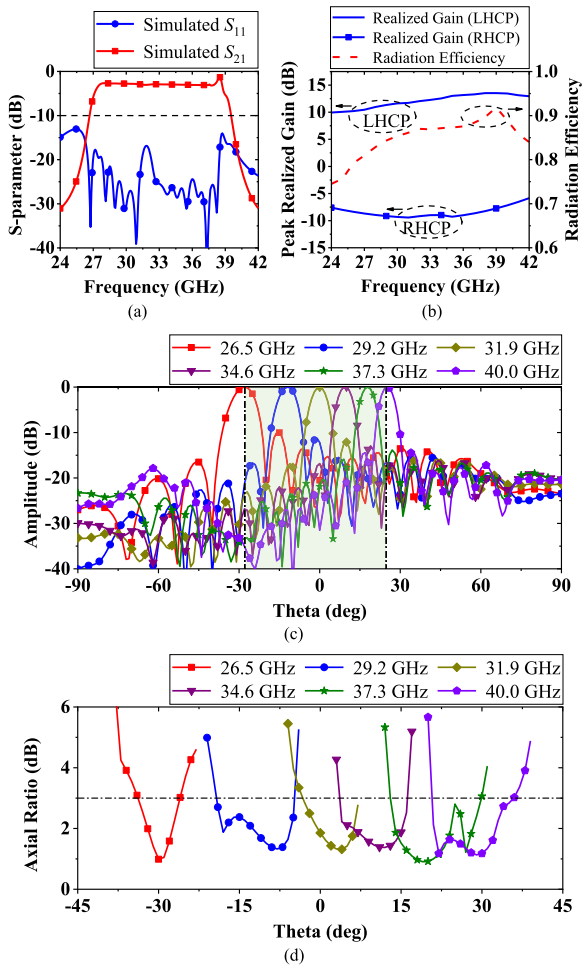 Simulated S11
Simulated S21
S-parameter (dB)
0
-10
-20
-30
-40
24 27 30 33 36 39 42
Frequency (GHz)
(a)
Realized Gain (LHCP)
Realized Gain (RHCP)
Radiation Efficiency
Peak Realized Gain (dB)
15
10
5
0
-5
-10
-15
LHCP
RHCP
1.0
0.9
0.8
0.7
0.6
Radiation Efficiency
24 27 30 33 36 39 42
Frequency (GHz)
(b)
26.5 GHz 29.2 GHz 31.9 GHz
34.6 GHz 37.3 GHz 40.0 GHz
Amplitude (dB)
0
-10
-20
-30
-40
-90 -60 -30 0 30 60 90
Theta (deg)
(c)
26.5 GHz 29.2 GHz 31.9 GHz
34.6 GHz 37.3 GHz 40.0 GHz
Axial Ratio (dB)
6
4
2
0
-45 -30 -15 0 15 30 45
Theta (deg)
(d)